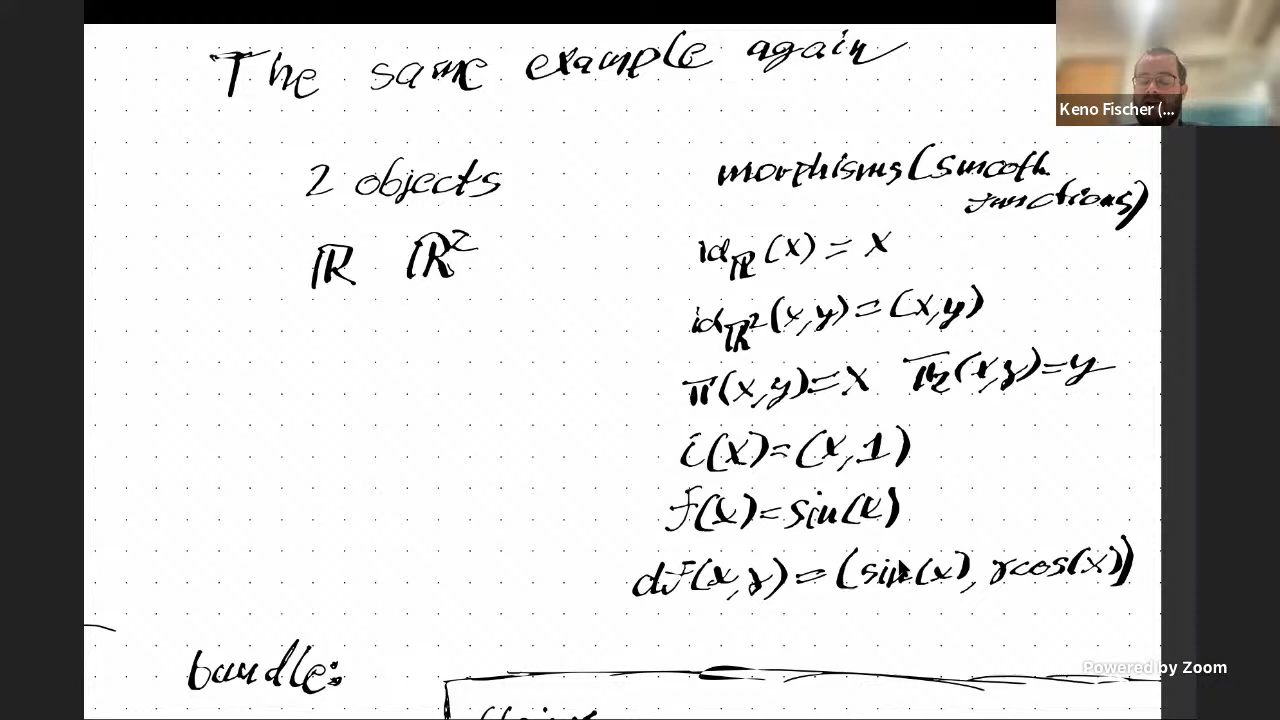 The same example again
Keno Fischer (...
2 objects
ℝ ℝ²
morphisms (smooth
functions)
id_ℝ(x) = x
id_ℝ²(x,y) = (x,y)
π(x,y) = x π₂(x,y) = y
i(x) = (x,1)
f(x) = sin(x)
df(x,y) = (sin(x), ycos(x))
bundle:
Powered by Zoom